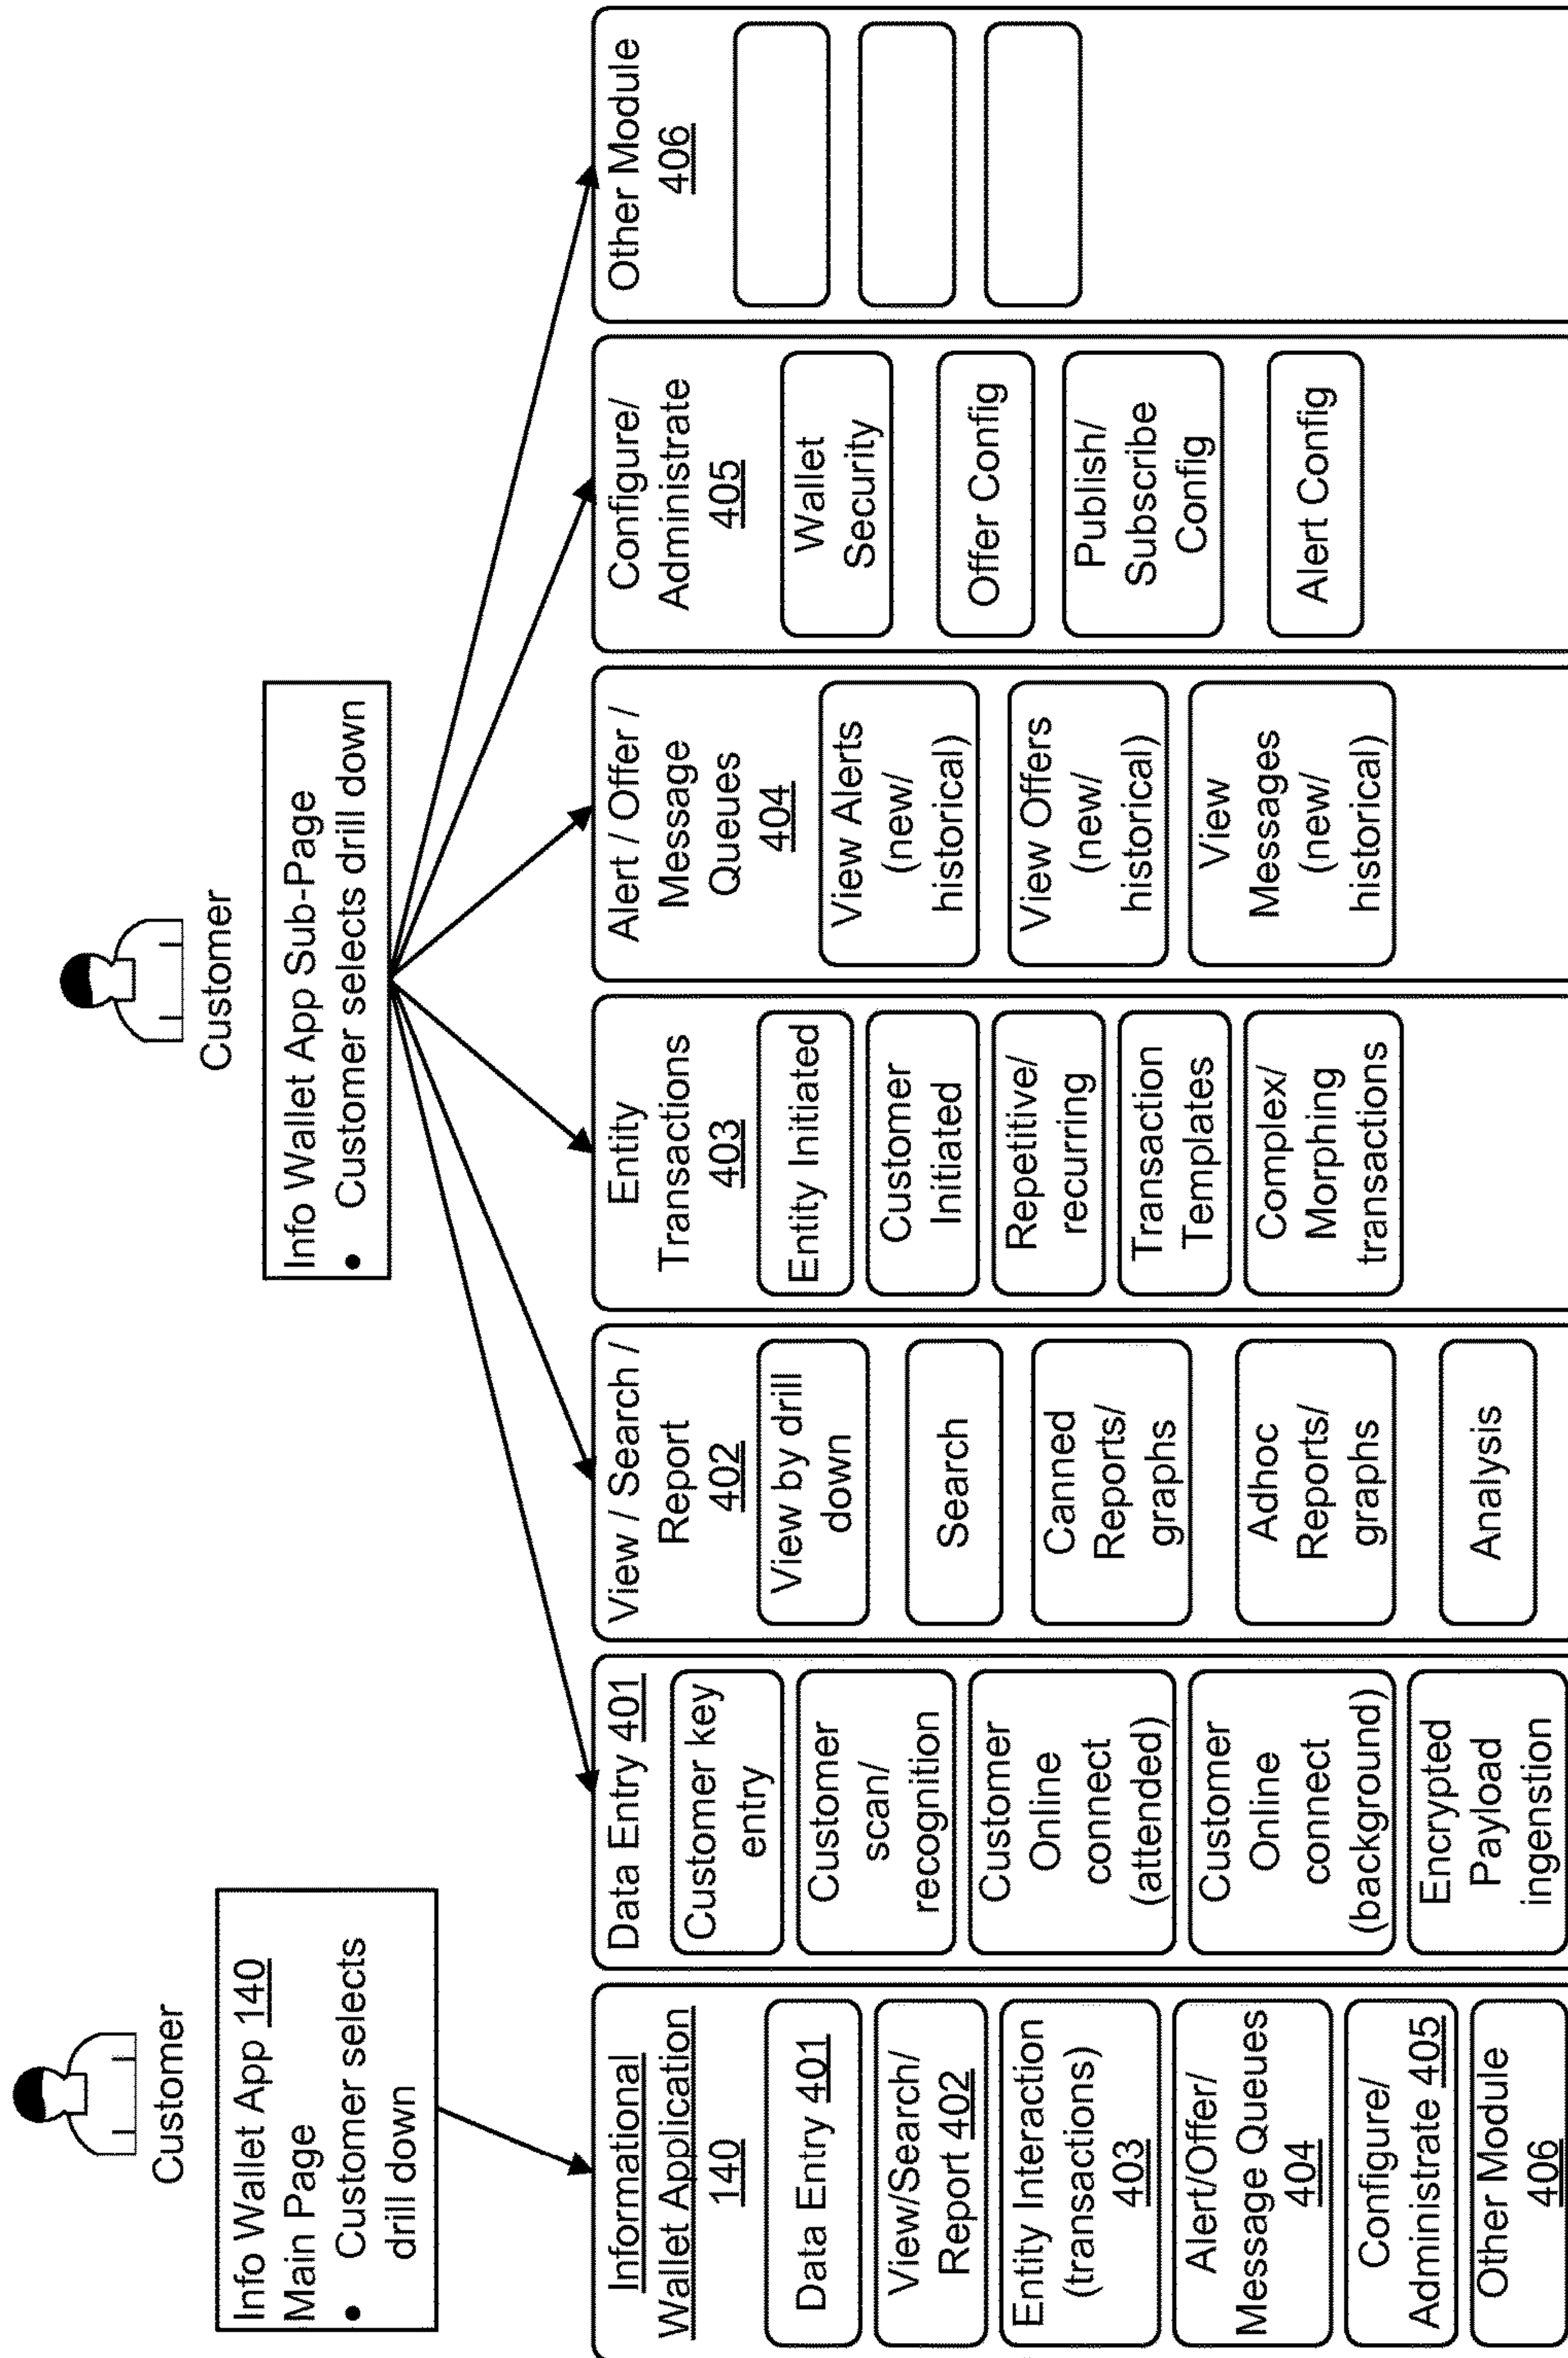 Customer
Info Wallet App 140
Main Page
• Customer selects
drill down
Customer
Info Wallet App Sub-Page
• Customer selects drill down
Informational
Wallet Application
140
Data Entry 401
View/Search/
Report 402
Entity Interaction
(transactions)
403
Alert/Offer/
Message Queues
404
Configure/
Administrate 405
Other Module
406
Data Entry 401
Customer key
entry
Customer
scan/
recognition
Customer
Online
connect
(attended)
Customer
Online
connect
(background)
Encrypted
Payload
ingenstion
View / Search /
Report
402
View by drill
down
Search
Canned
Reports/
graphs
Adhoc
Reports/
graphs
Analysis
Entity
Transactions
403
Entity Initiated
Customer
Initiated
Repetitive/
recurring
Transaction
Templates
Complex/
Morphing
transactions
Alert / Offer /
Message
Queues
404
View Alerts
(new/
historical)
View Offers
(new/
historical)
View
Messages
(new/
historical)
Configure/
Administrate
405
Wallet
Security
Offer Config
Publish/
Subscribe
Config
Alert Config
Other Module
406